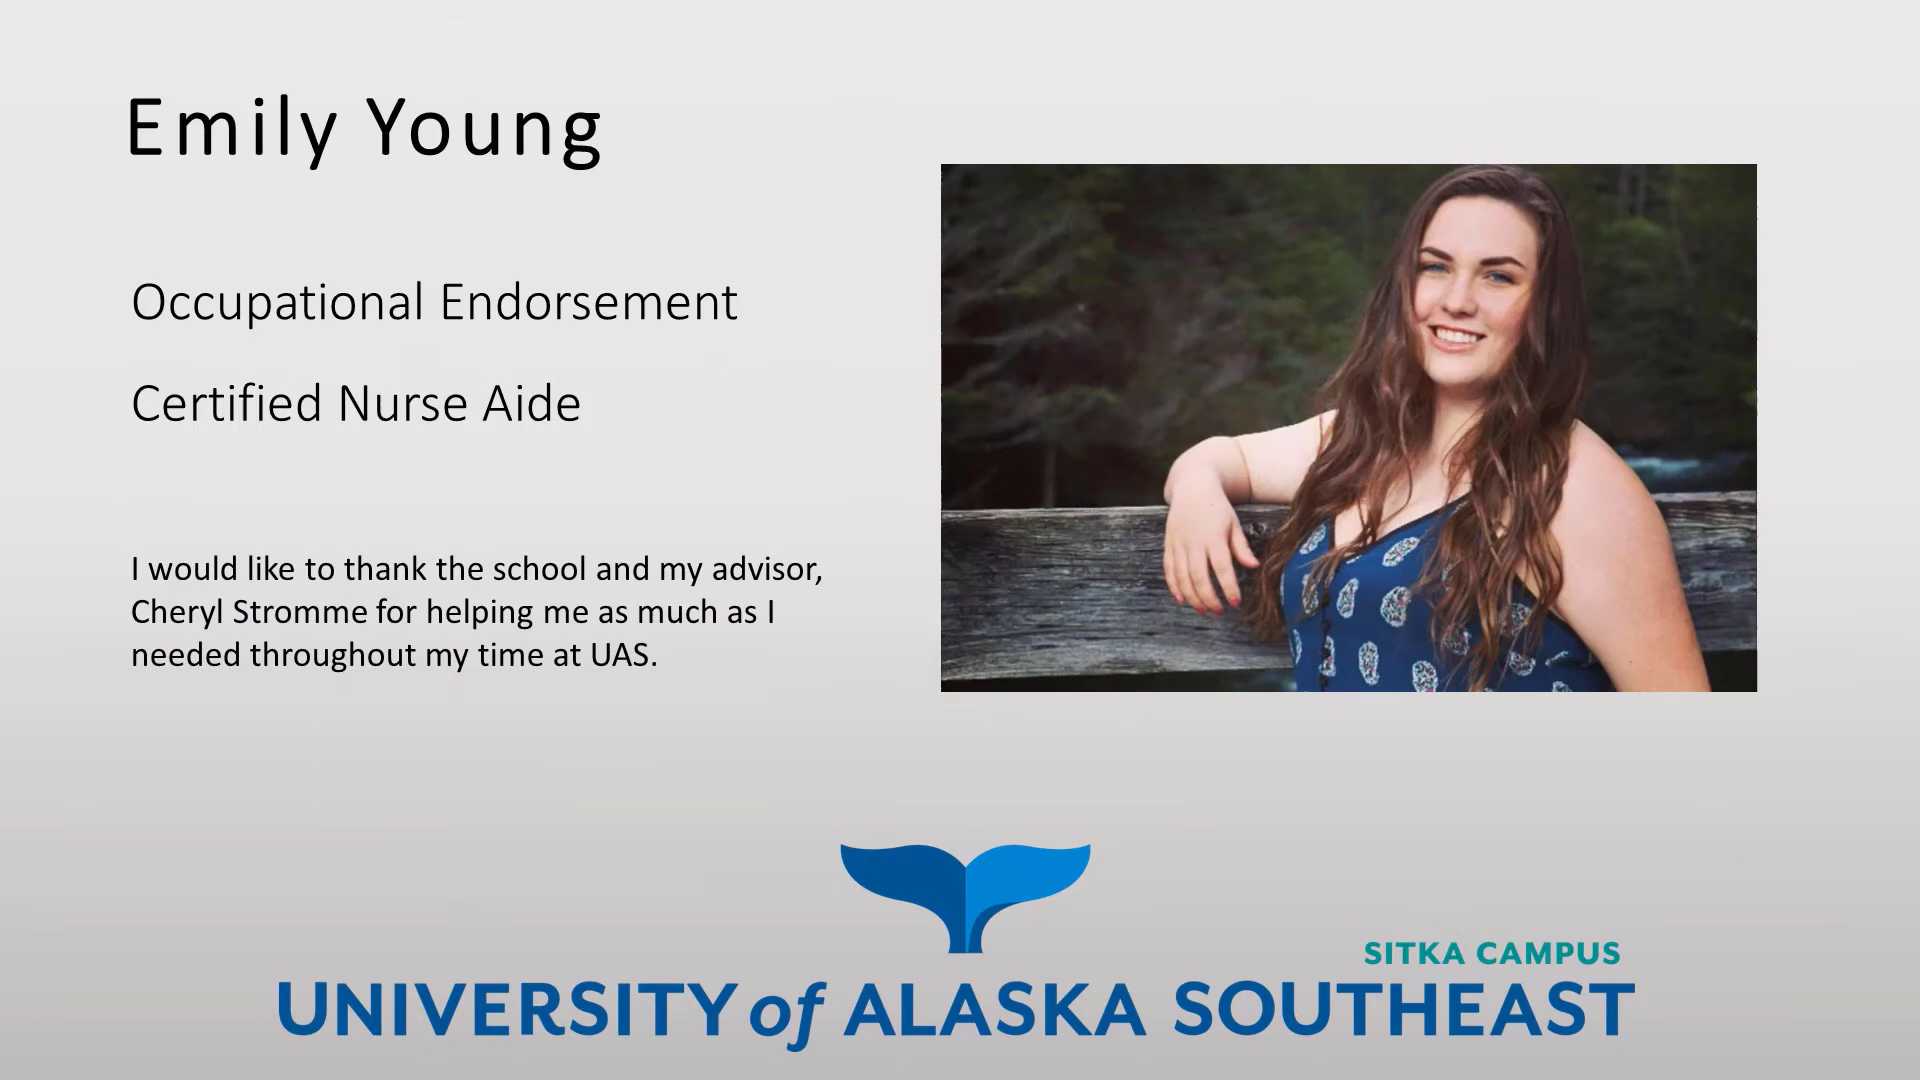 Emily Young
Occupational Endorsement
Certified Nurse Aide
I would like to thank the school and my advisor,
Cheryl Stromme for helping me as much as I
needed throughout my time at UAS.
SITKA CAMPUS
UNIVERSITY of ALASKA SOUTHEAST